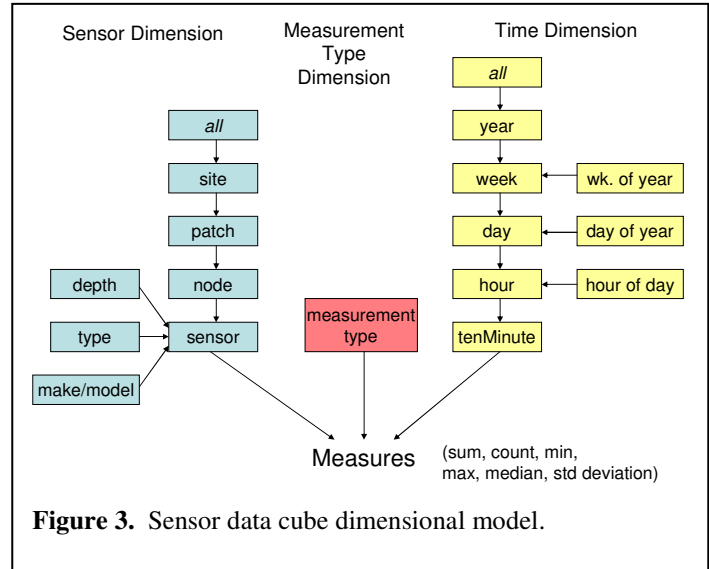 Sensor Dimension
Measurement
Type
Dimension
Time Dimension
all
all
year
site
week
wk. of year
patch
day
day of year
depth
node
hour
hour of day
measurement
type
type
sensor
tenMinute
make/model
Measures
(sum, count, min,
max, median, std deviation)
Figure 3. Sensor data cube dimensional model.